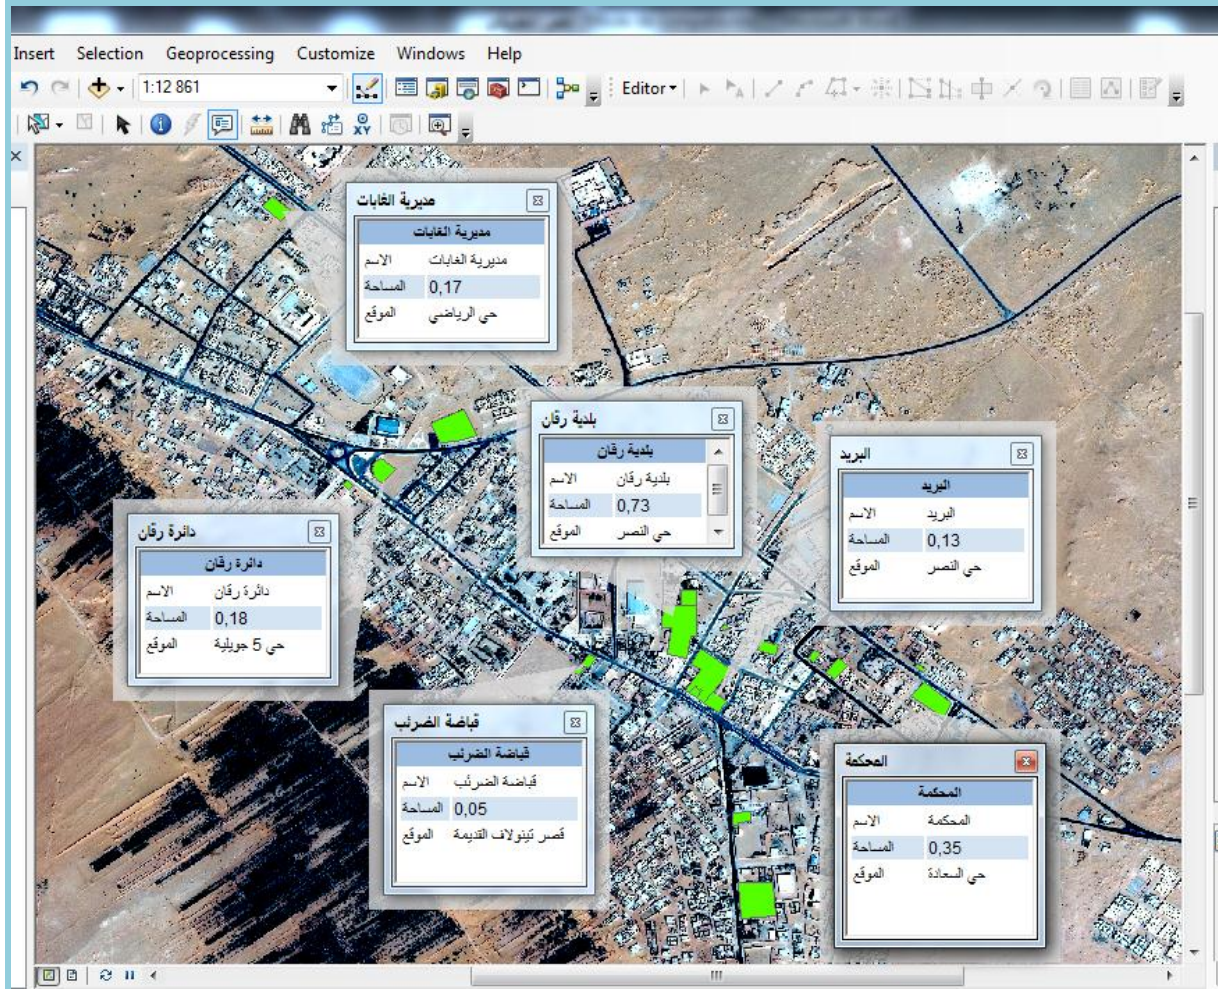 Insert Selection Geoprocessing Customize Windows Help
1:12 861
Editor
XY
مديرية الغابات
مديرية الغابات
الاسم مديرية الغابات
المساحة 0,17
الموقع حي الرياضي
بلدية رقان
بلدية رقان
الاسم بلدية رقان
المساحة 0,73
الموقع حي النصر
البريد
البريد
الاسم البريد
المساحة 0,13
الموقع حي النصر
دائرة رقان
دائرة رقان
الاسم دائرة رقان
المساحة 0,18
الموقع حي 5 جويلية
قباضة الضرئب
قباضة الضرئب
الاسم قباضة الضرئب
المساحة 0,05
الموقع قصر تينولاف القديمة
المحكمة
المحكمة
الاسم المحكمة
المساحة 0,35
الموقع حي السعادة